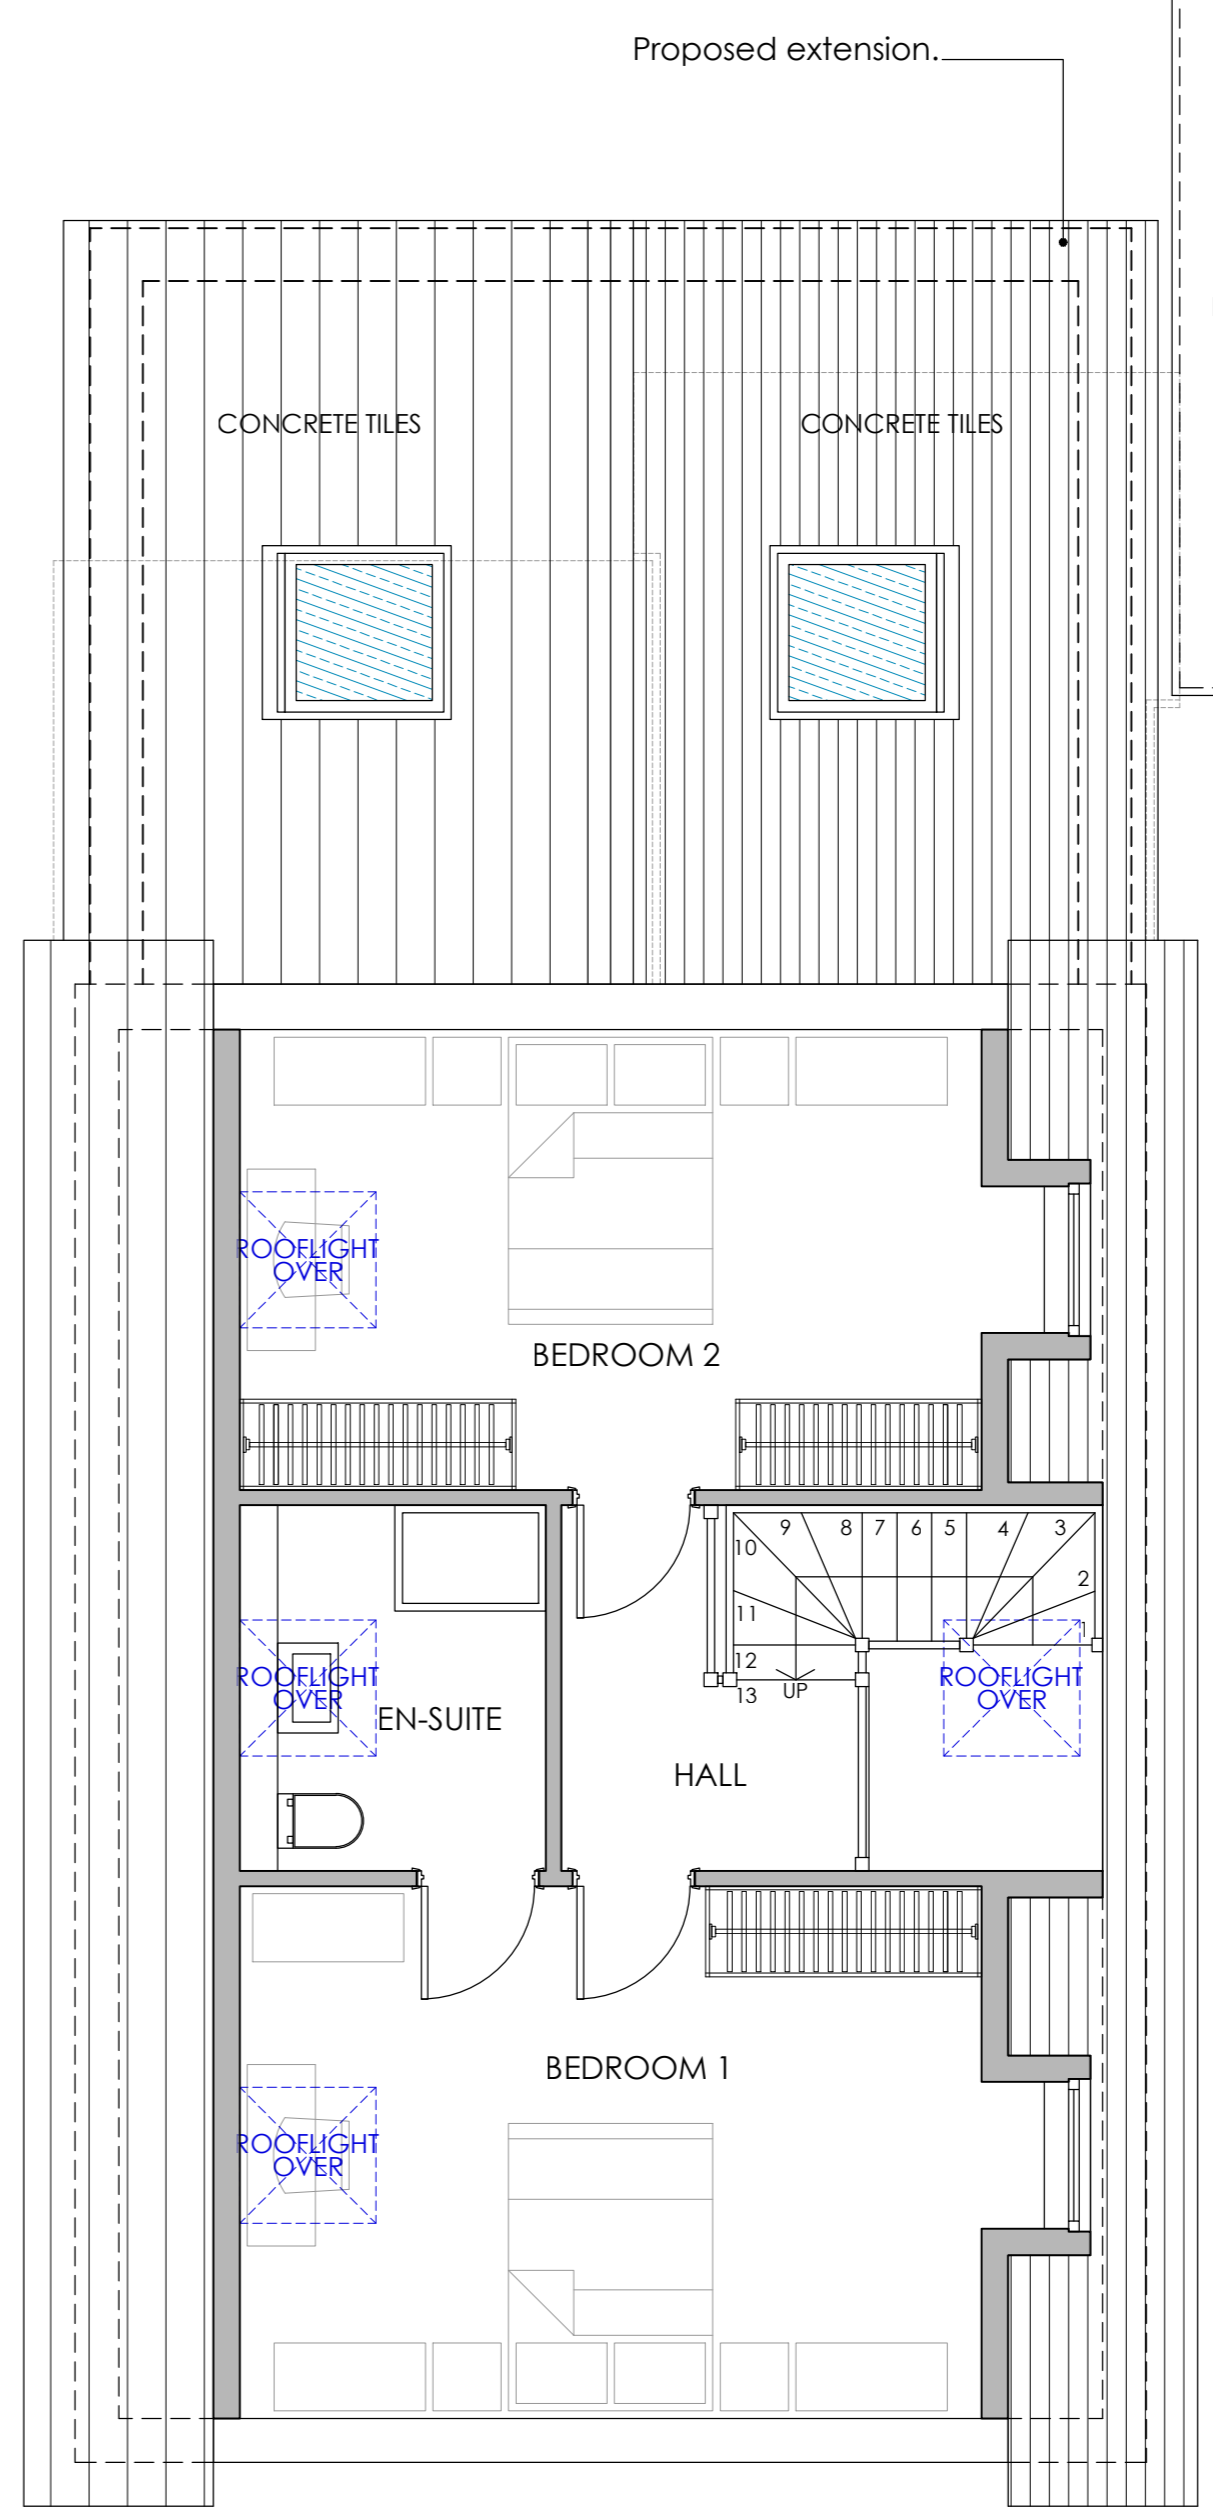 Proposed extension.
CONCRETE TILES
CONCRETE TILES
ROOFLIGHT
OVER
BEDROOM 2
9
8
7
6
5
4
3
10
2
11
1
12
13
UP
ROOFLIGHT
OVER
EN-SUITE
ROOFLIGHT
OVER
HALL
BEDROOM 1
ROOFLIGHT
OVER